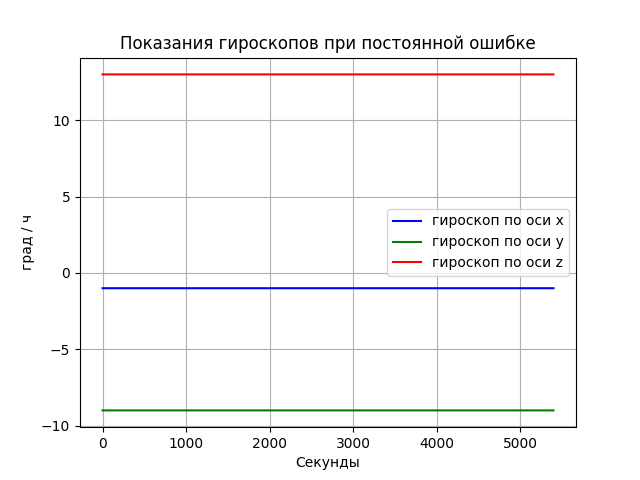 Показания гироскопов при постоянной ошибке
град / ч
10
5
0
−5
−10
гироскоп по оси x
гироскоп по оси y
гироскоп по оси z
0
1000
2000
3000
4000
5000
Секунды